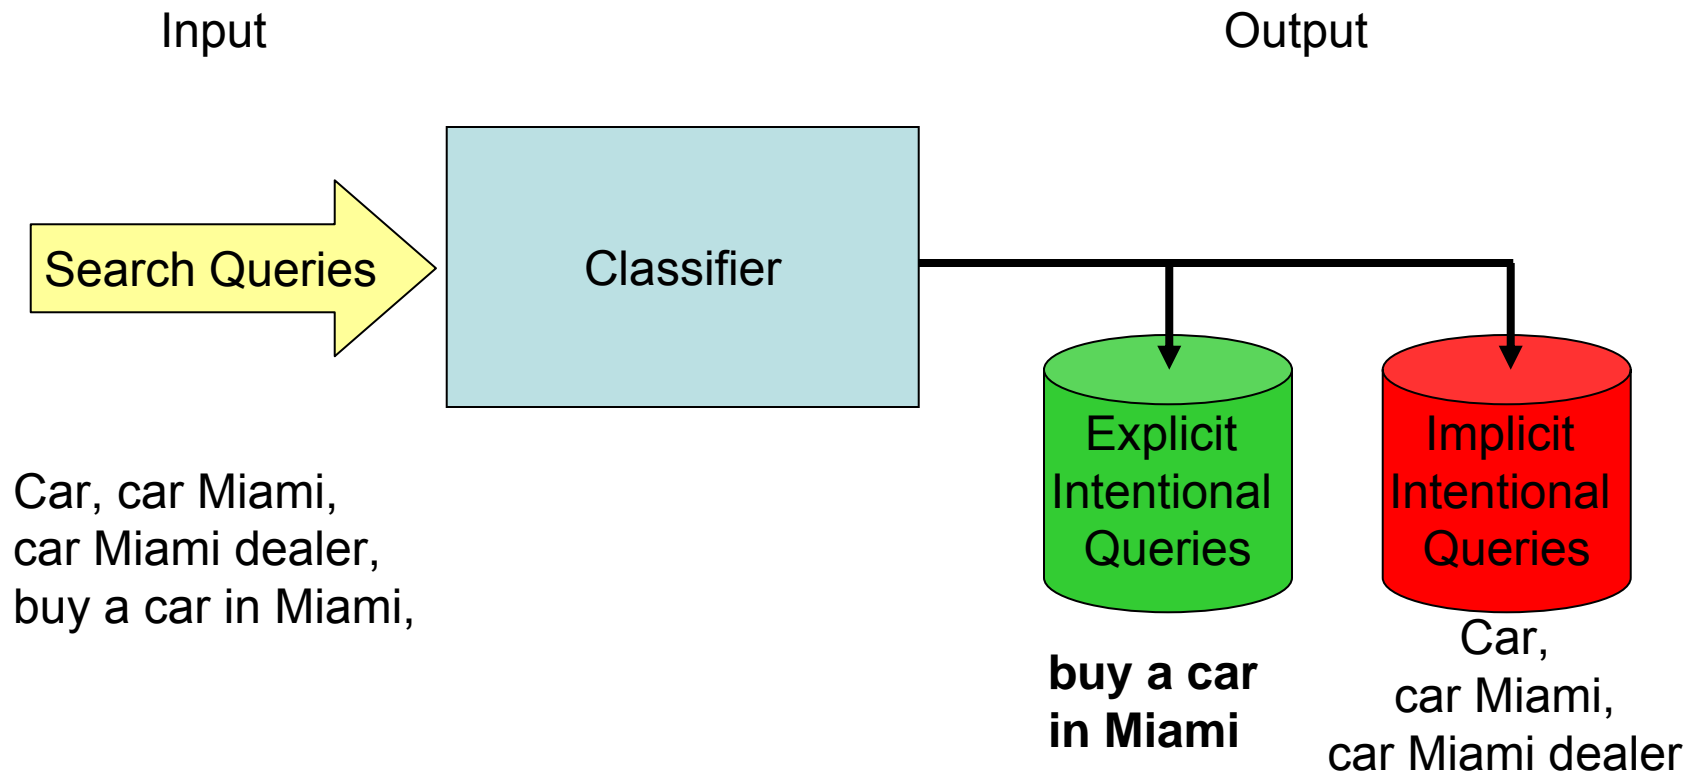 Input
Output
Search Queries
Classifier
Explicit
Intentional
Queries
Implicit
Intentional
Queries
Car, car Miami,
car Miami dealer,
buy a car in Miami,
buy a car
in Miami
Car,
car Miami,
car Miami dealer